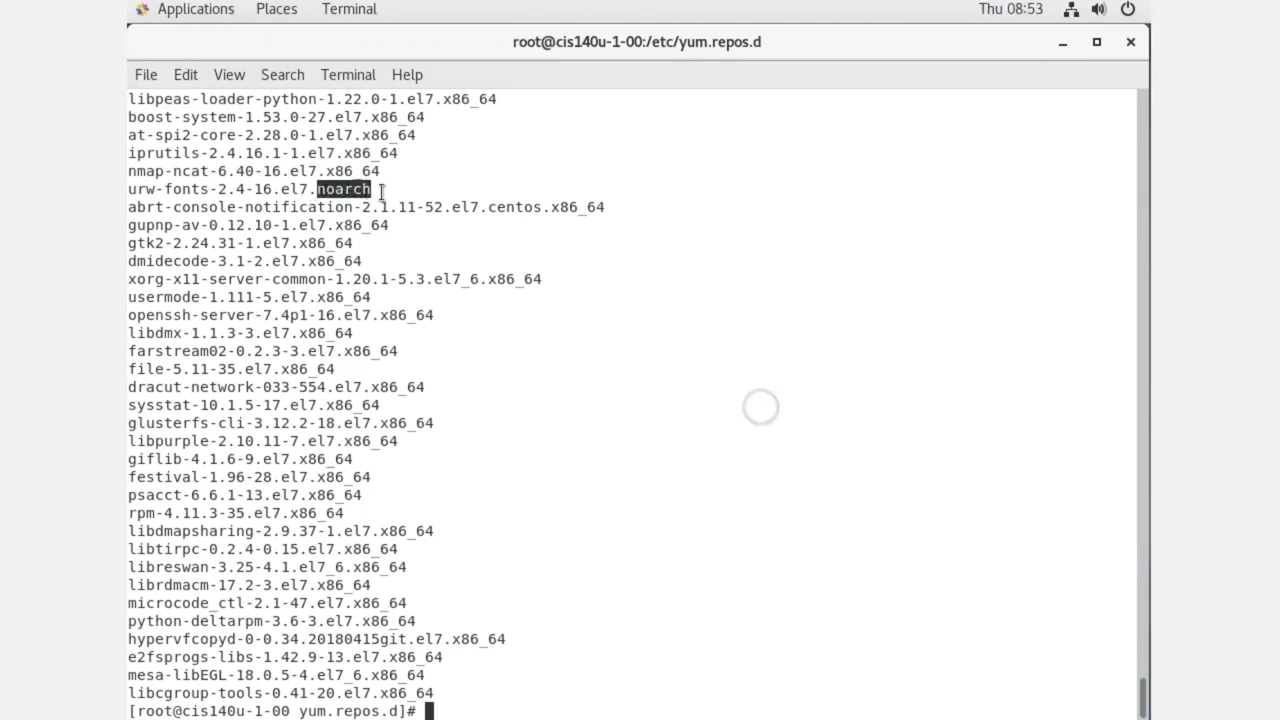 Applications Places Terminal Thu 08:53
root@cis140u-1-00:/etc/yum.repos.d
File Edit View Search Terminal Help
libpeas-loader-python-1.22.0-1.el7.x86_64
boost-system-1.53.0-27.el7.x86_64
at-spi2-core-2.28.0-1.el7.x86_64
iprutils-2.4.16.1-1.el7.x86_64
nmap-ncat-6.40-16.el7.x86_64
urw-fonts-2.4-16.el7.noarch
abrt-console-notification-2.1.11-52.el7.centos.x86_64
gupnp-av-0.12.10-1.el7.x86_64
gtk2-2.24.31-1.el7.x86_64
dmidecode-3.1-2.el7.x86_64
xorg-x11-server-common-1.20.1-5.3.el7_6.x86_64
usermode-1.111-5.el7.x86_64
openssh-server-7.4p1-16.el7.x86_64
libdmx-1.1.3-3.el7.x86_64
farstream02-0.2.3-3.el7.x86_64
file-5.11-35.el7.x86_64
dracut-network-033-554.el7.x86_64
sysstat-10.1.5-17.el7.x86_64
glusterfs-cli-3.12.2-18.el7.x86_64
libpurple-2.10.11-7.el7.x86_64
giflib-4.1.6-9.el7.x86_64
festival-1.96-28.el7.x86_64
psacct-6.6.1-13.el7.x86_64
rpm-4.11.3-35.el7.x86_64
libdmapsharing-2.9.37-1.el7.x86_64
libtirpc-0.2.4-0.15.el7.x86_64
libreswan-3.25-4.1.el7_6.x86_64
librdmacm-17.2-3.el7.x86_64
microcode_ctl-2.1-47.el7.x86_64
python-deltarpm-3.6-3.el7.x86_64
hypervfcopyd-0-0.34.20180415git.el7.x86_64
e2fsprogs-libs-1.42.9-13.el7.x86_64
mesa-libEGL-18.0.5-4.el7_6.x86_64
libcgroup-tools-0.41-20.el7.x86_64
[root@cis140u-1-00 yum.repos.d]#